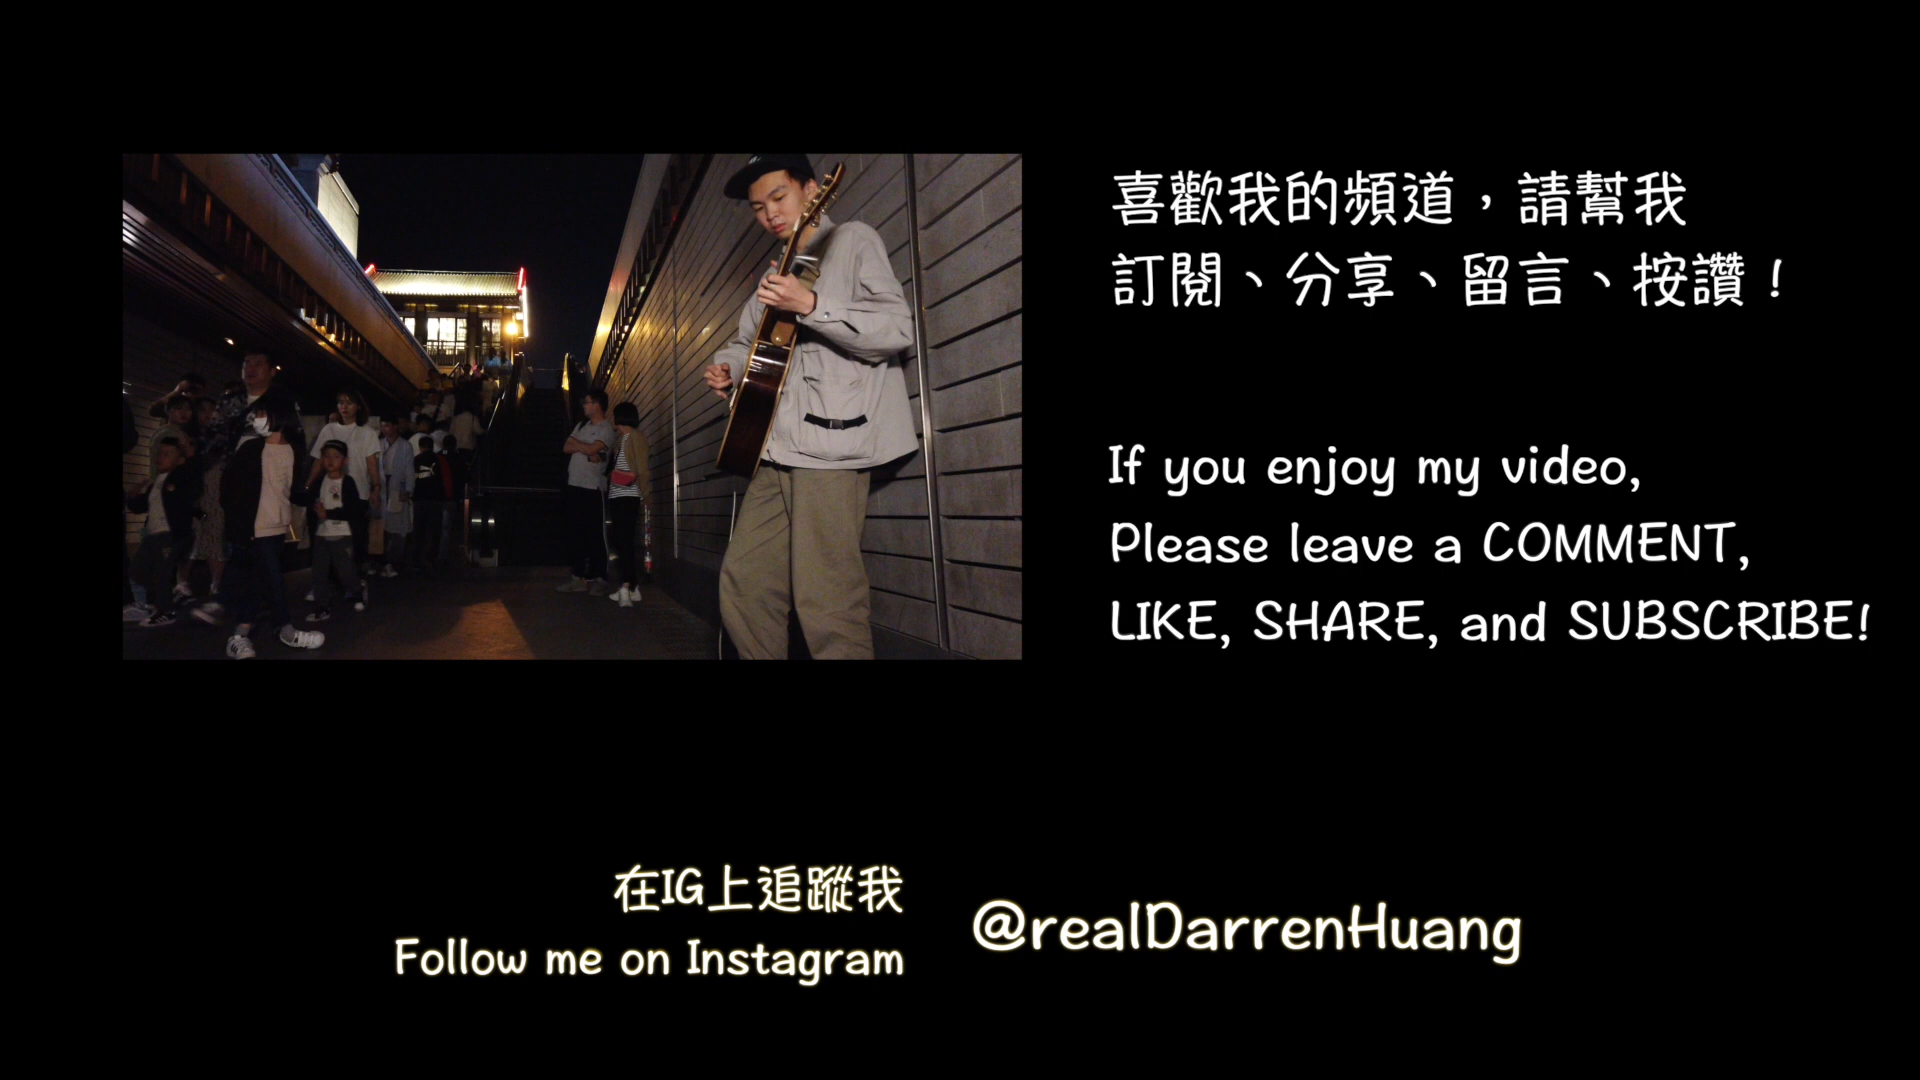 喜歡我的頻道，請幫我
訂閱、分享、留言、按讚！
If you enjoy my video,
Please leave a COMMENT,
LIKE, SHARE, and SUBSCRIBE!
在IG上追蹤我
Follow me on Instagram
@realDarrenHuang